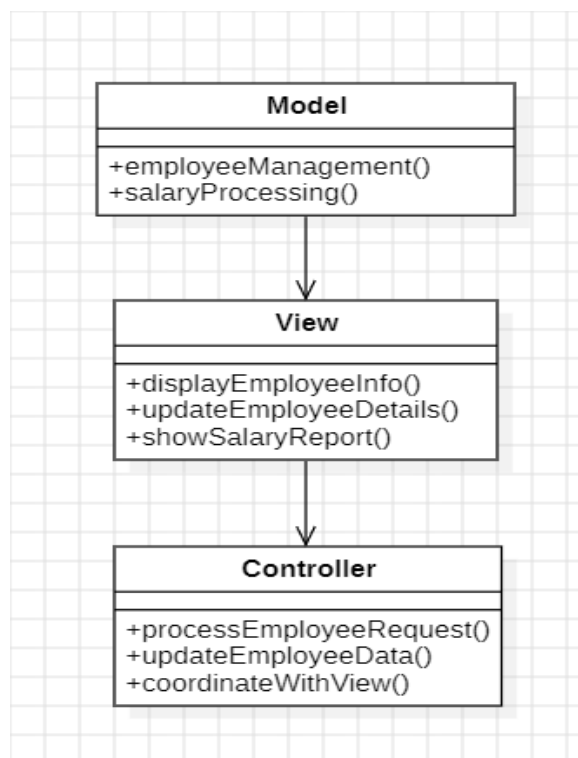 Model
+employeeManagement()
+salaryProcessing()
View
+displayEmployeeInfo()
+updateEmployeeDetails()
+showSalaryReport()
Controller
+processEmployeeRequest()
+updateEmployeeData()
+coordinateWithView()